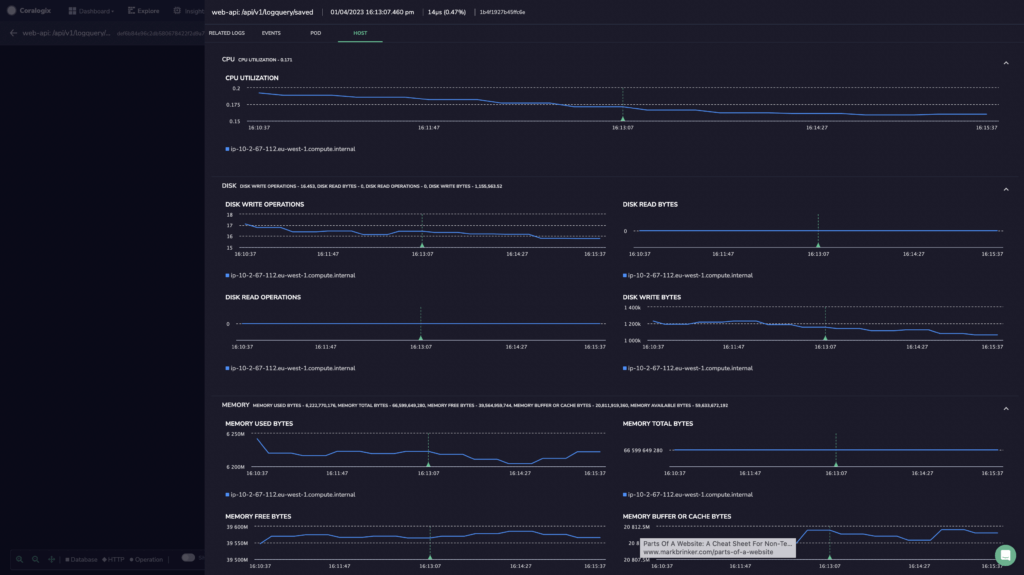 Coralogix Dashboard Explore Insight
web-api: /api/v1/logquery/saved 01/04/2023 16:13:07.460 pm 14µs (0.47%) 1b4f1927b45ffc6e
web-api: /api/v1/logquery/...
RELATED LOGS EVENTS POD HOST
CPU CPU UTILIZATION - 0.171
CPU UTILIZATION
0.2
0.175
0.15
16:10:37 16:11:47 16:13:07 16:14:27 16:15:37
ip-10-2-67-112.eu-west-1.compute.internal
DISK DISK WRITE OPERATIONS - 16.453, DISK READ BYTES - 0, DISK READ OPERATIONS - 0, DISK WRITE BYTES - 1,155,563.52
DISK WRITE OPERATIONS
18
17
16
15
16:10:37 16:11:47 16:13:07 16:14:27 16:15:37
ip-10-2-67-112.eu-west-1.compute.internal
DISK READ BYTES
0
16:10:37 16:11:47 16:13:07 16:14:27 16:15:37
ip-10-2-67-112.eu-west-1.compute.internal
DISK READ OPERATIONS
0
16:10:37 16:11:47 16:13:07 16:14:27 16:15:37
ip-10-2-67-112.eu-west-1.compute.internal
DISK WRITE BYTES
1 400k
1 200k
1 000k
16:10:37 16:11:47 16:13:07 16:14:27 16:15:37
ip-10-2-67-112.eu-west-1.compute.internal
MEMORY MEMORY USED BYTES - 6,222,770,176, MEMORY TOTAL BYTES - 66,599,649,280, MEMORY FREE BYTES - 39,564,959,744, MEMORY BUFFER OR CACHE BYTES - 20,811,919,360, MEMORY AVAILABLE BYTES - 59,833,673,192
MEMORY USED BYTES
6 250M
6 200M
16:10:37 16:11:47 16:13:07 16:14:27 16:15:37
ip-10-2-67-112.eu-west-1.compute.internal
MEMORY TOTAL BYTES
66 599 649 280
16:10:37 16:11:47 16:13:07 16:14:27 16:15:37
ip-10-2-67-112.eu-west-1.compute.internal
MEMORY FREE BYTES
39 600M
39 550M
39 500M
16:10:37 16:11:47 16:13:07 16:14:27 16:15:37
MEMORY BUFFER OR CACHE BYTES
20 812.5M
20 8
16:13:07 16:14:27 16:15:37
Parts Of A Website: A Cheat Sheet For Non-Te...
www.markbrinker.com/parts-of-a-website
Database HTTP Operation